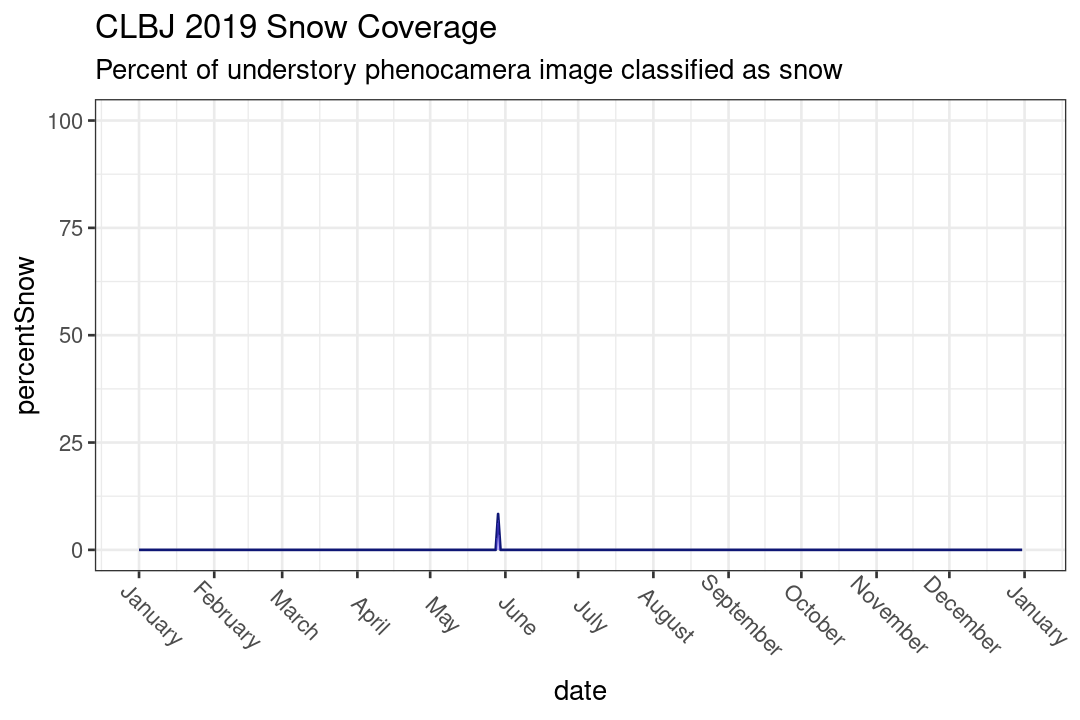 CLBJ 2019 Snow Coverage
Percent of understory phenocamera image classified as snow
percentSnow
100
75
50
25
0
January
February
March
April
May
June
July
August
September
October
November
December
January
date